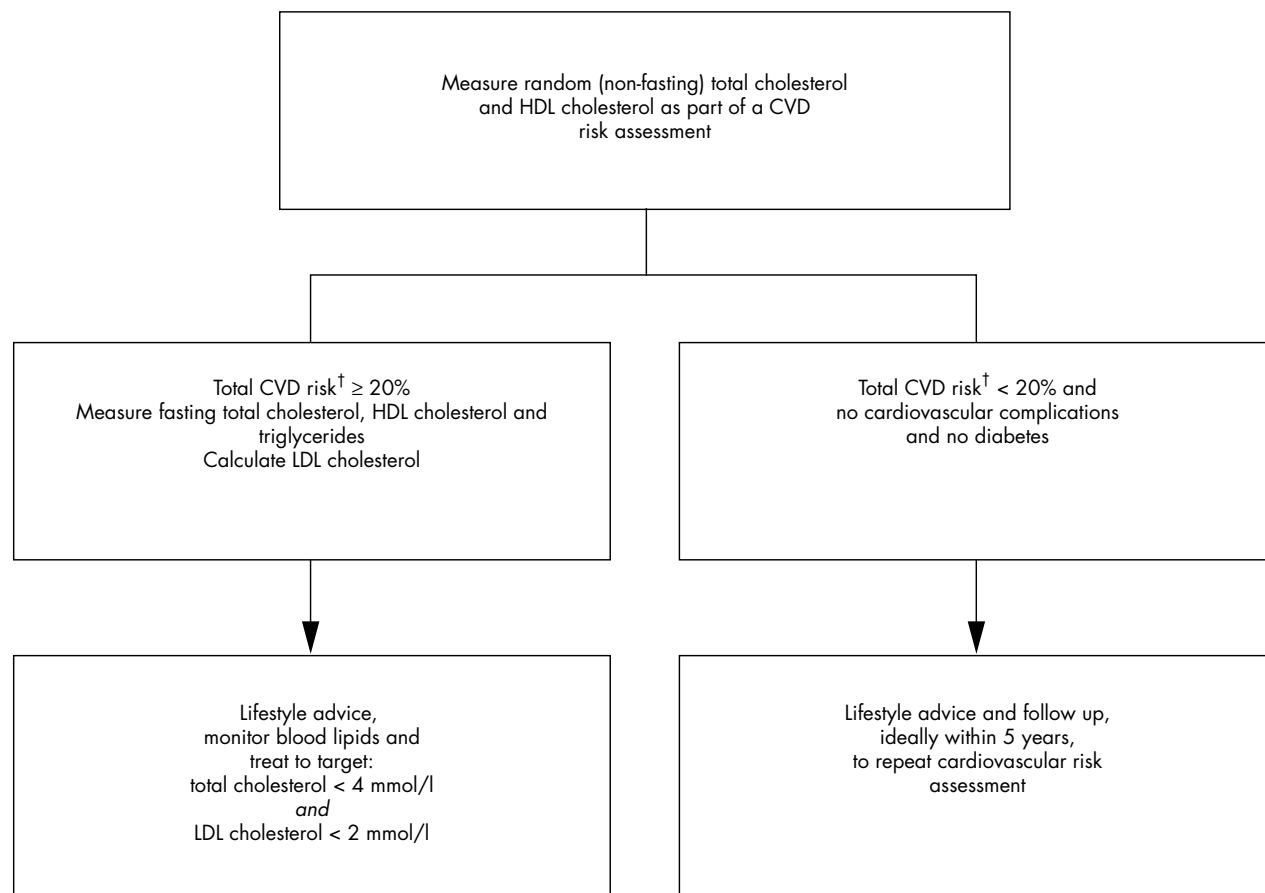 Measure random (non-fasting) total cholesterol
and HDL cholesterol as part of a CVD
risk assessment
Total CVD risk† ≥ 20%
Measure fasting total cholesterol, HDL cholesterol and
triglycerides
Calculate LDL cholesterol
Total CVD risk† < 20% and
no cardiovascular complications
and no diabetes
Lifestyle advice,
monitor blood lipids and
treat to target:
total cholesterol < 4 mmol/l
and
LDL cholesterol < 2 mmol/l
Lifestyle advice and follow up,
ideally within 5 years,
to repeat cardiovascular risk
assessment